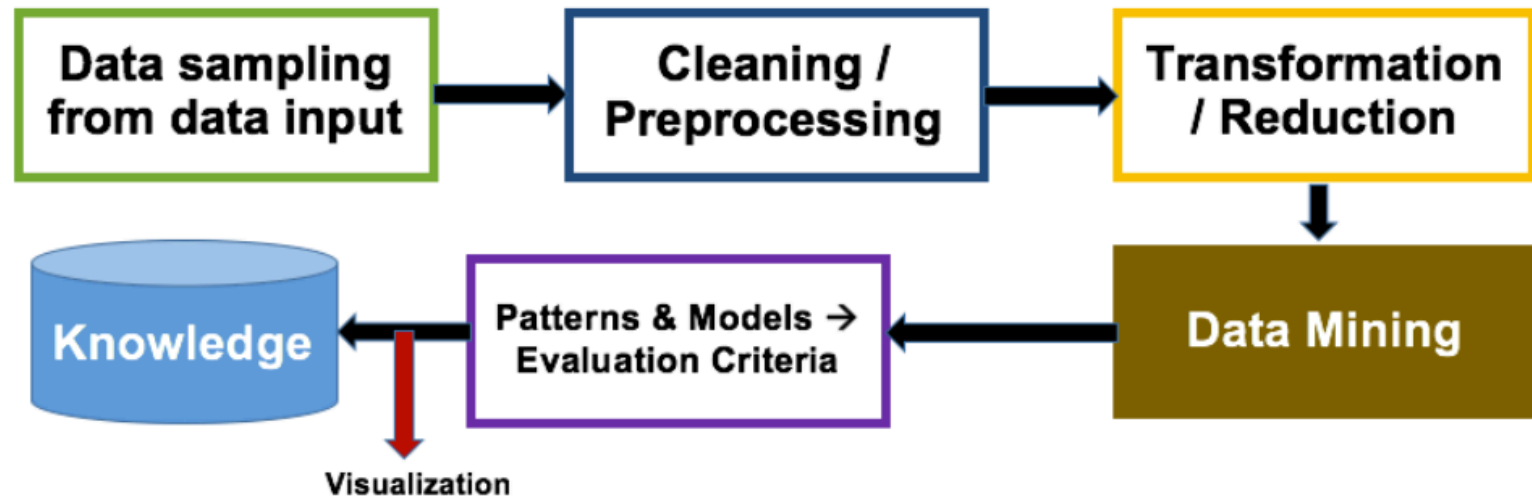 Data sampling
from data input
Cleaning /
Preprocessing
Transformation
/ Reduction
Data Mining
Patterns & Models →
Evaluation Criteria
Knowledge
Visualization